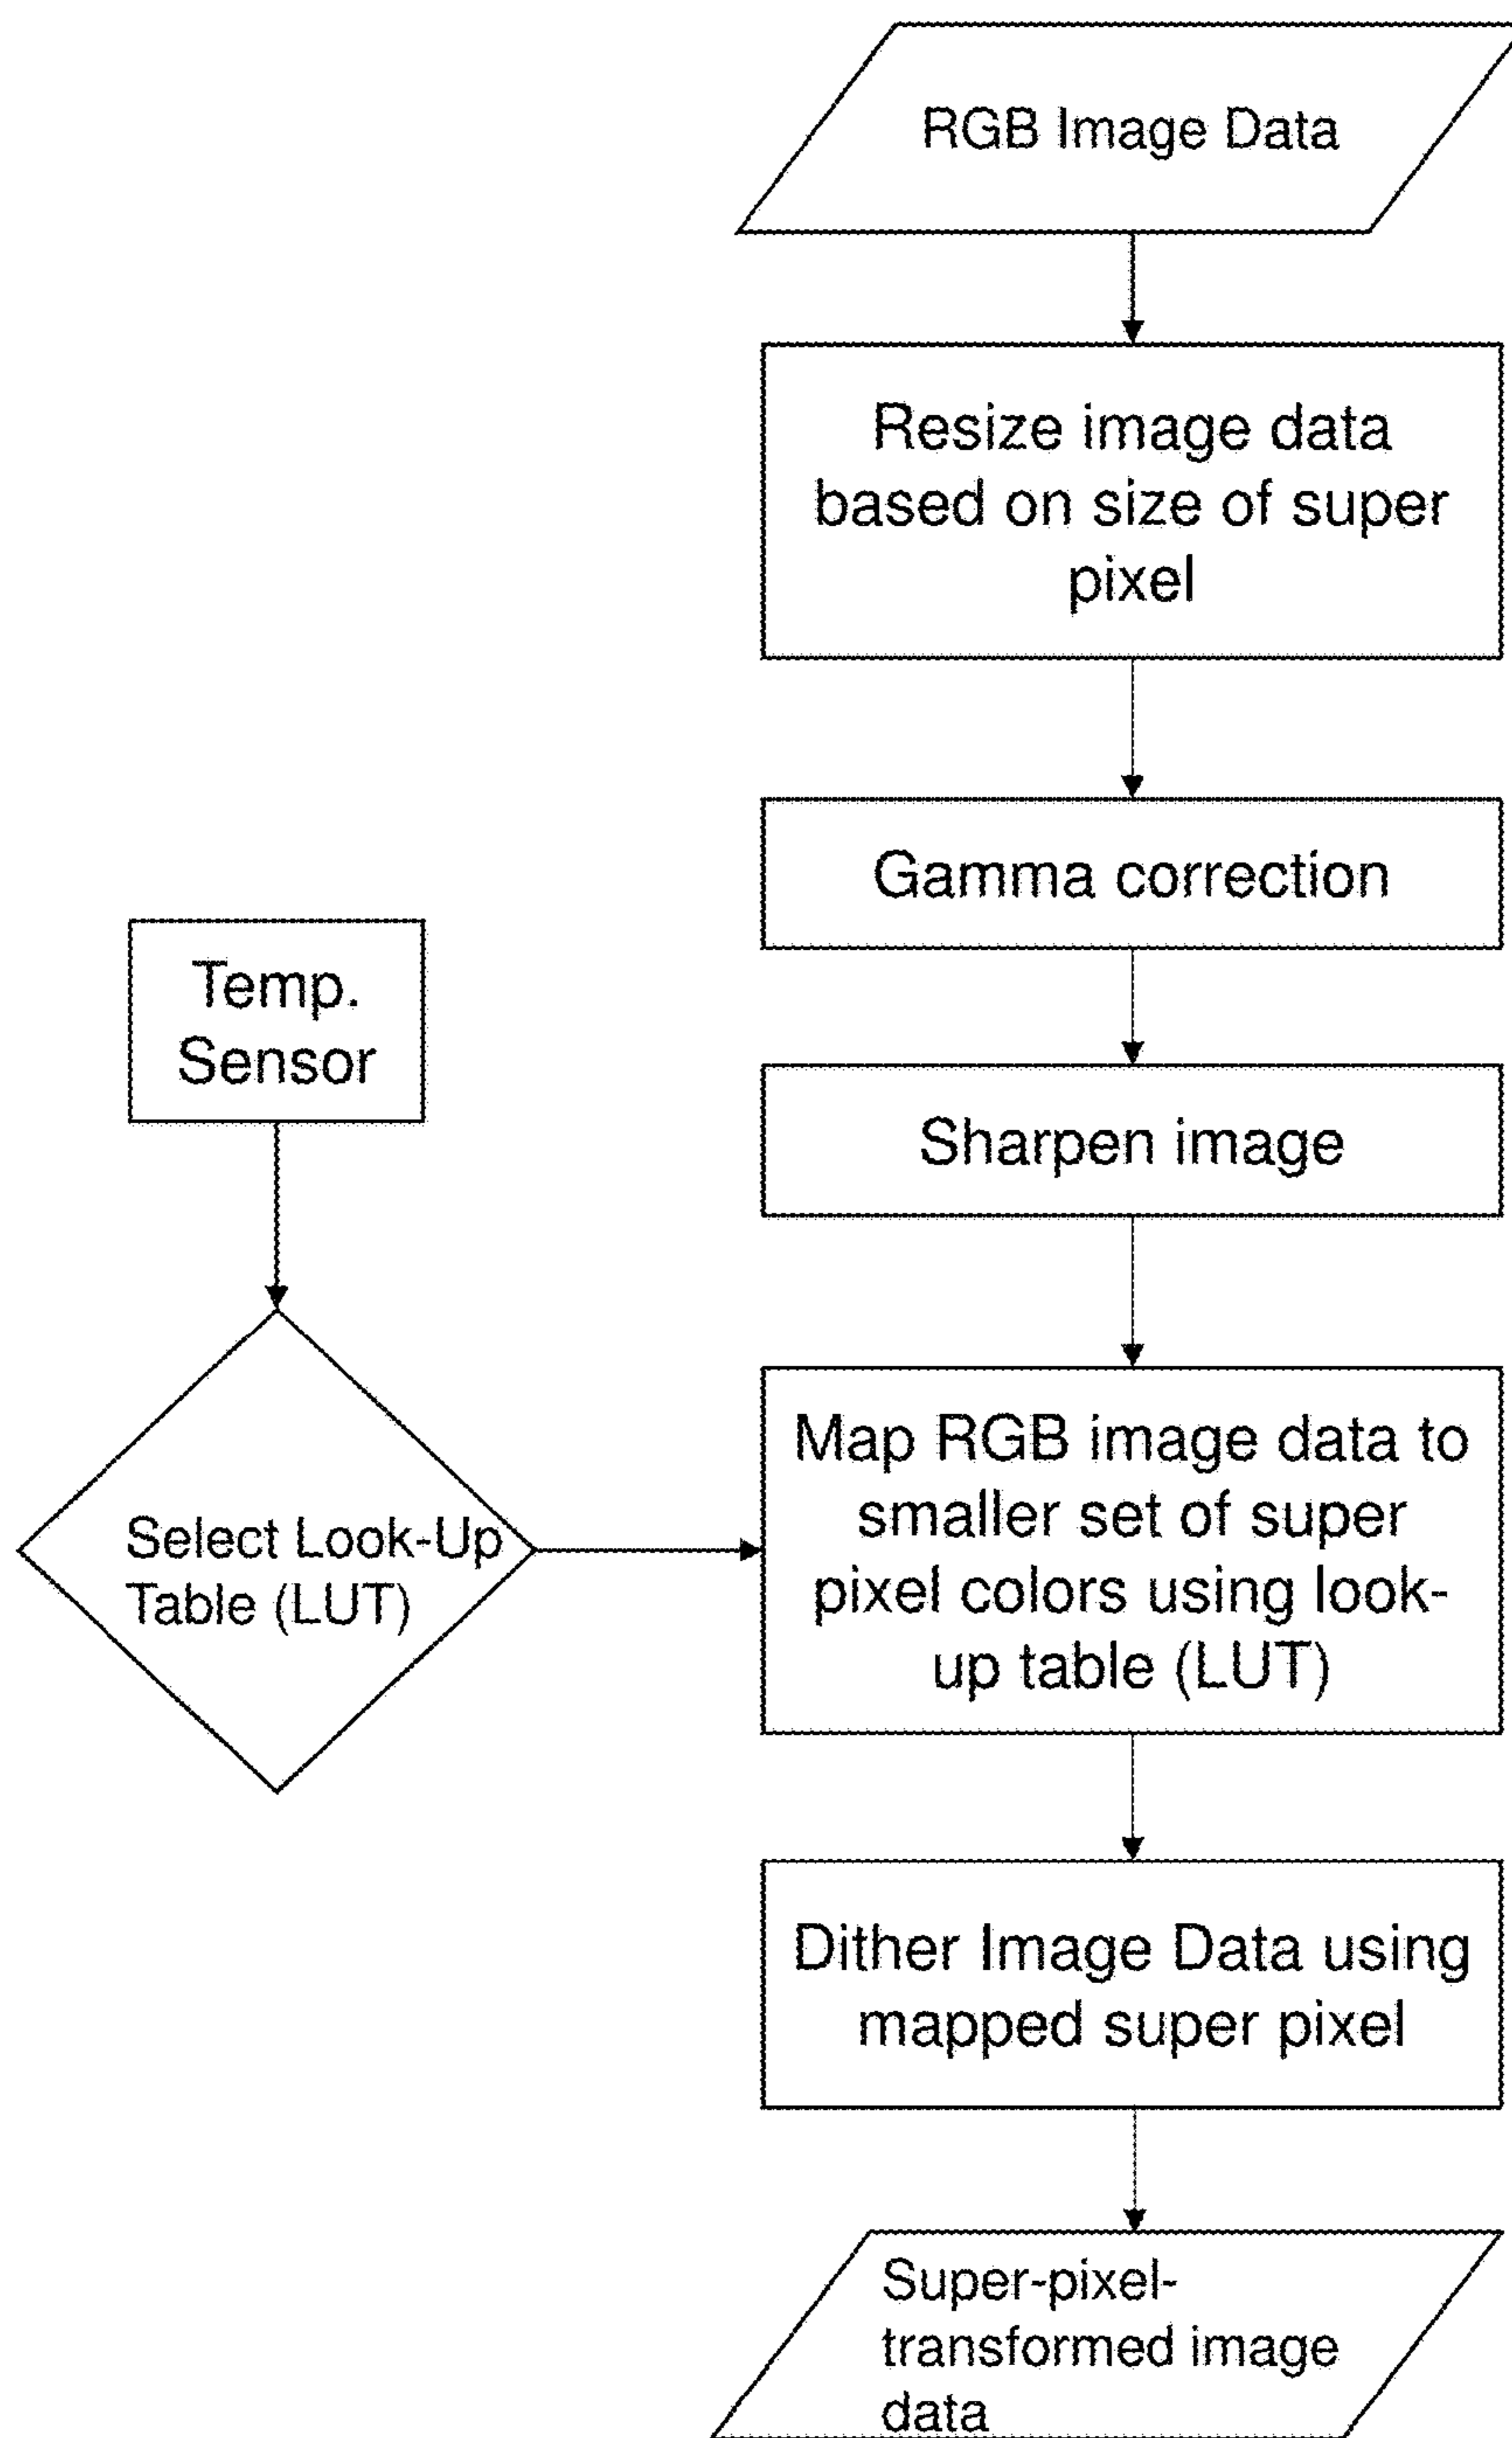 RGB Image Data
Resize image data
based on size of super
pixel
Gamma correction
Temp.
Sensor
Sharpen image
Select Look-Up
Table (LUT)
Map RGB image data to
smaller set of super
pixel colors using look-
up table (LUT)
Dither Image Data using
mapped super pixel
Super-pixel-
transformed image
data